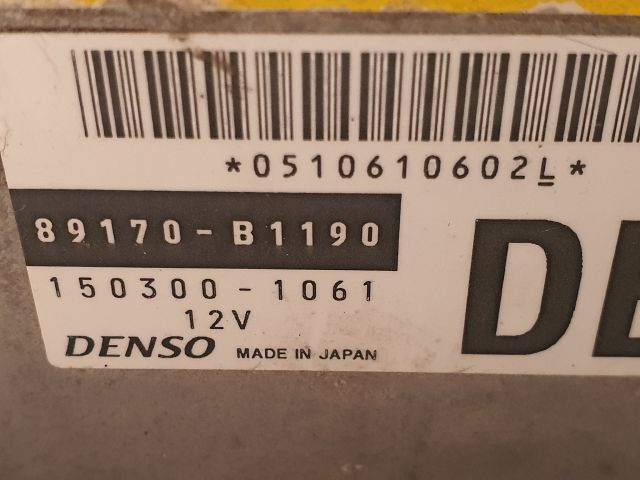 *0510610602L*
89170-B1190
150300-1061
12V
DENSO MADE IN JAPAN
DE